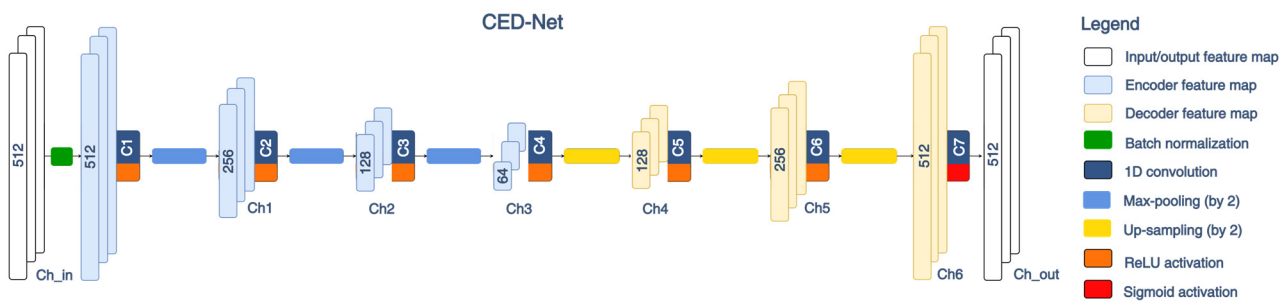 CED-Net
512
Ch_in
512
C1
256
C2
Ch1
128
C3
Ch2
64
C4
Ch3
128
C5
Ch4
256
C6
Ch5
512
C7
Ch6
512
Ch_out
Legend
Input/output feature map
Encoder feature map
Decoder feature map
Batch normalization
1D convolution
Max-pooling (by 2)
Up-sampling (by 2)
ReLU activation
Sigmoid activation